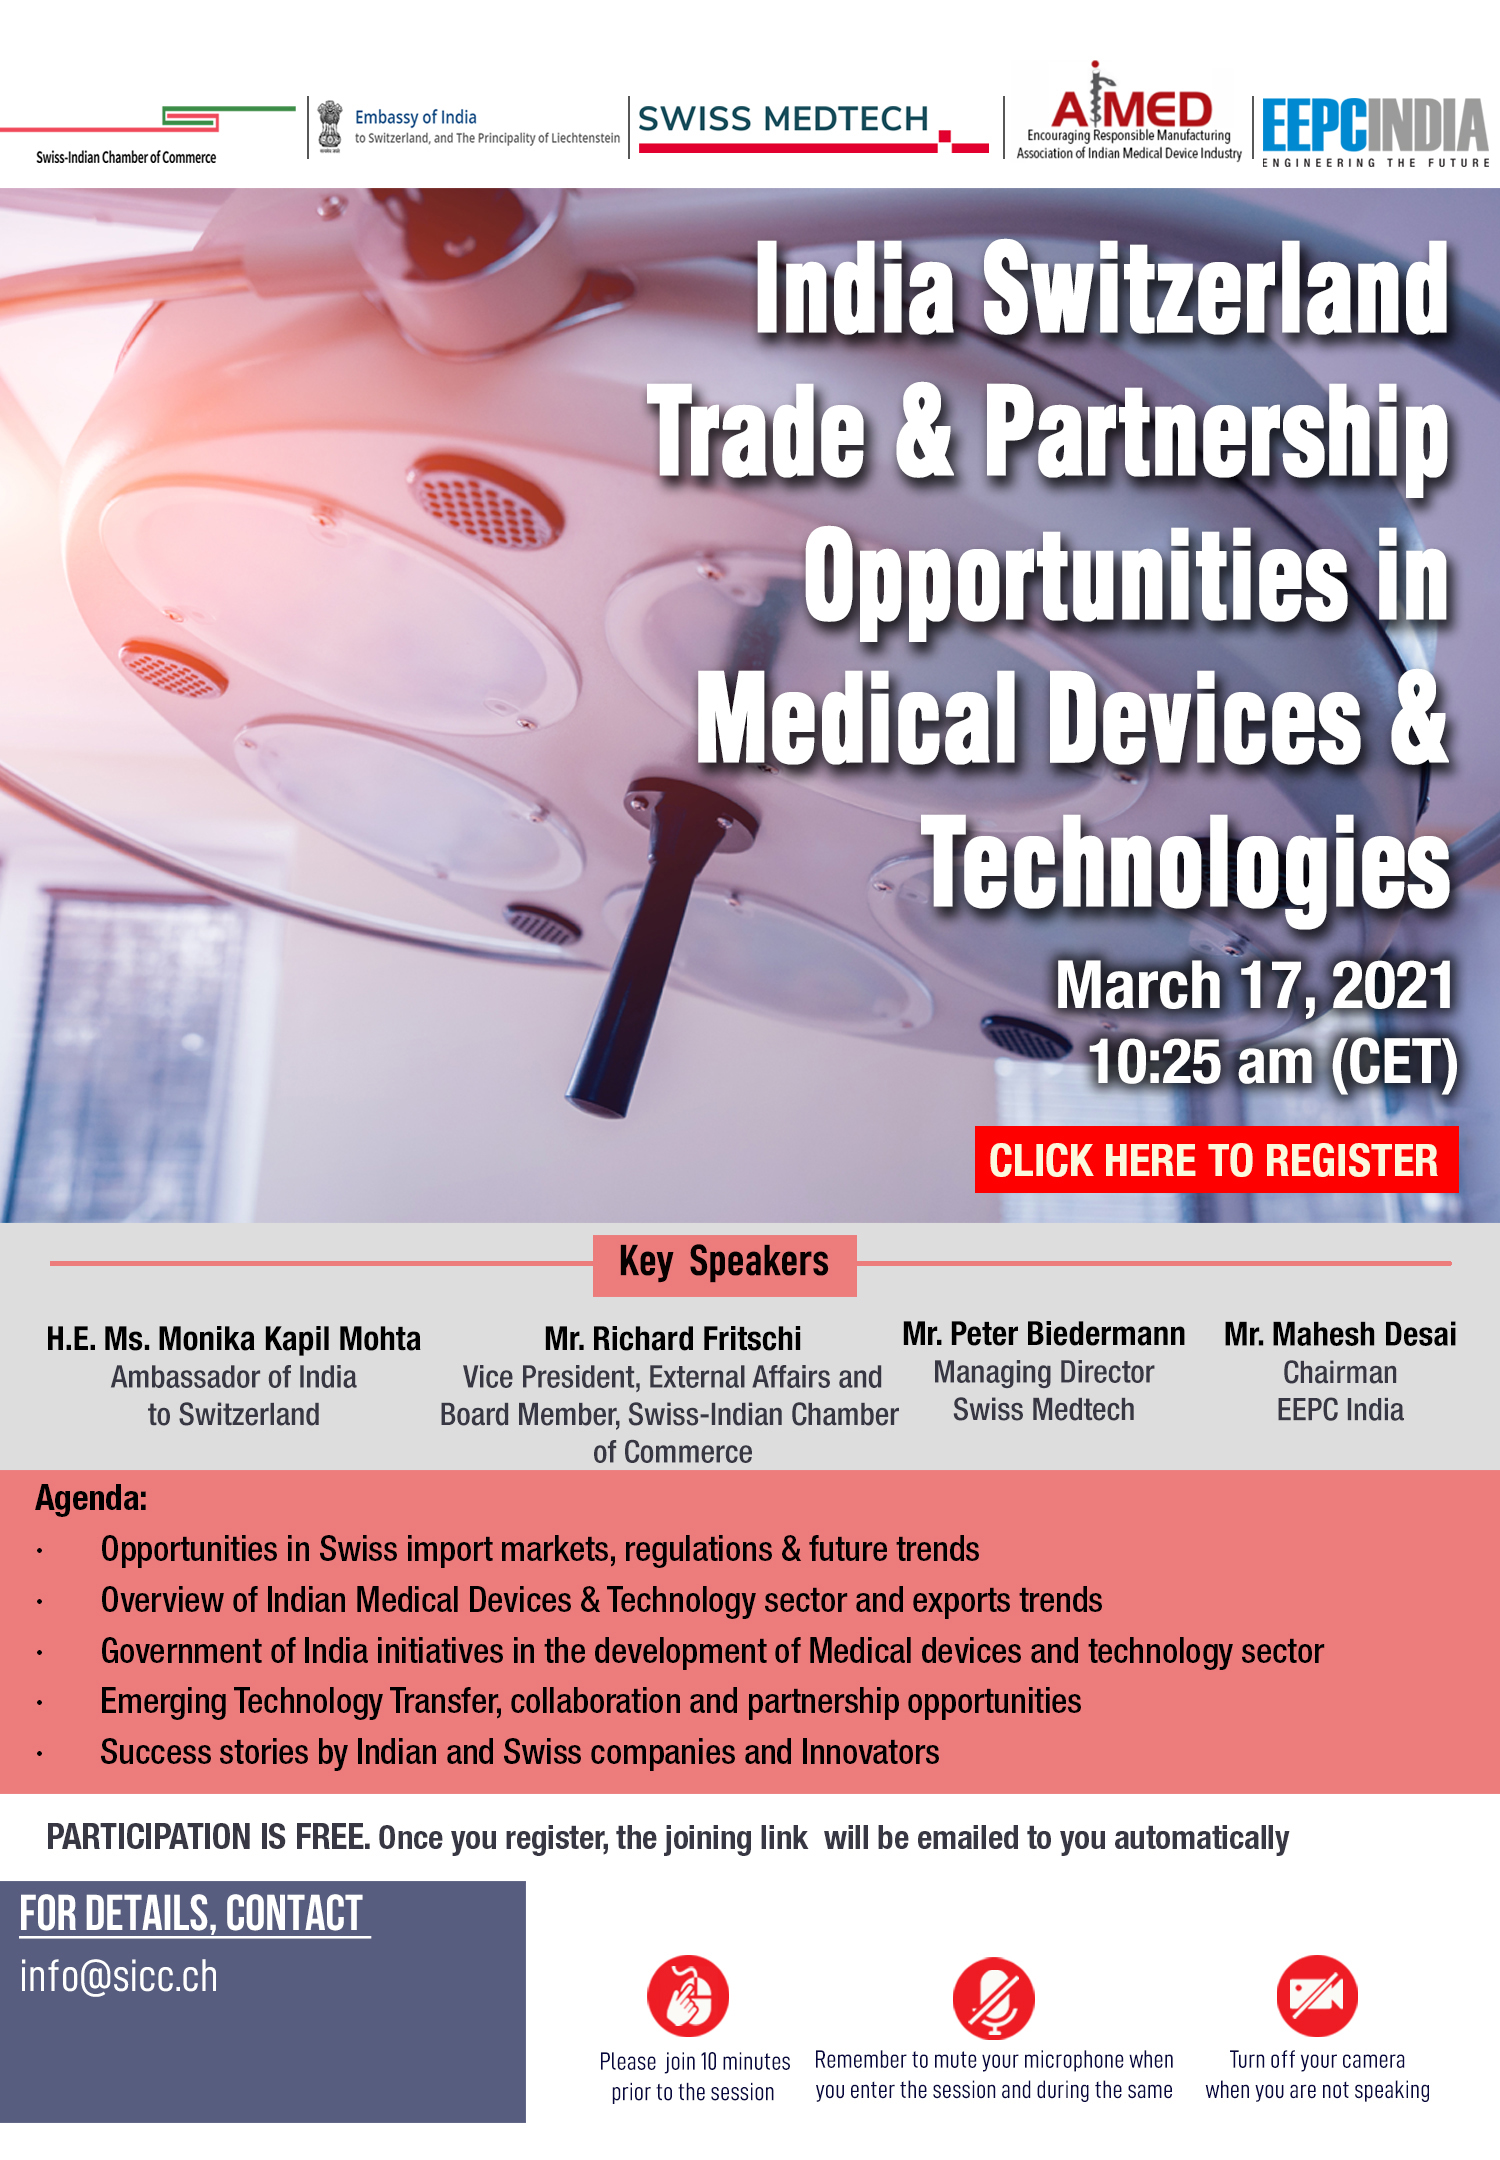 Swiss-Indian Chamber of Commerce
Embassy of India
to Switzerland, and The Principality of Liechtenstein
SWISS MEDTECH
AiMED
Encouraging Responsible Manufacturing
Association of Indian Medical Device Industry
EEPCINDIA
ENGINEERING THE FUTURE
India Switzerland
Trade & Partnership
Opportunities in
Medical Devices &
Technologies
March 17, 2021
10:25 am (CET)
CLICK HERE TO REGISTER
Key Speakers
H.E. Ms. Monika Kapil Mohta
Ambassador of India
to Switzerland
Mr. Richard Fritschi
Vice President, External Affairs and
Board Member, Swiss-Indian Chamber
of Commerce
Mr. Peter Biedermann
Managing Director
Swiss Medtech
Mr. Mahesh Desai
Chairman
EEPC India
Agenda:
· Opportunities in Swiss import markets, regulations & future trends
· Overview of Indian Medical Devices & Technology sector and exports trends
· Government of India initiatives in the development of Medical devices and technology sector
· Emerging Technology Transfer, collaboration and partnership opportunities
· Success stories by Indian and Swiss companies and Innovators
PARTICIPATION IS FREE. Once you register, the joining link will be emailed to you automatically
FOR DETAILS, CONTACT
info@sicc.ch
Please join 10 minutes
prior to the session
Remember to mute your microphone when
you enter the session and during the same
Turn off your camera
when you are not speaking